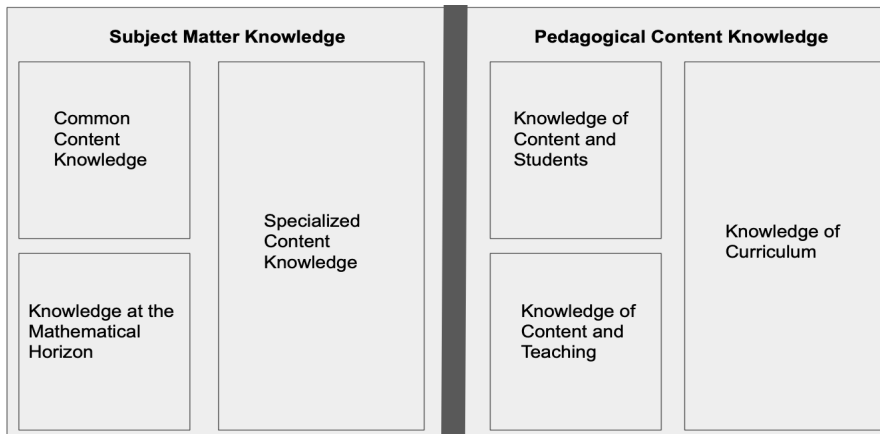 Subject Matter Knowledge
Common
Content
Knowledge
Knowledge at the
Mathematical
Horizon
Specialized
Content
Knowledge
Pedagogical Content Knowledge
Knowledge of
Content and
Students
Knowledge of
Content and
Teaching
Knowledge of
Curriculum